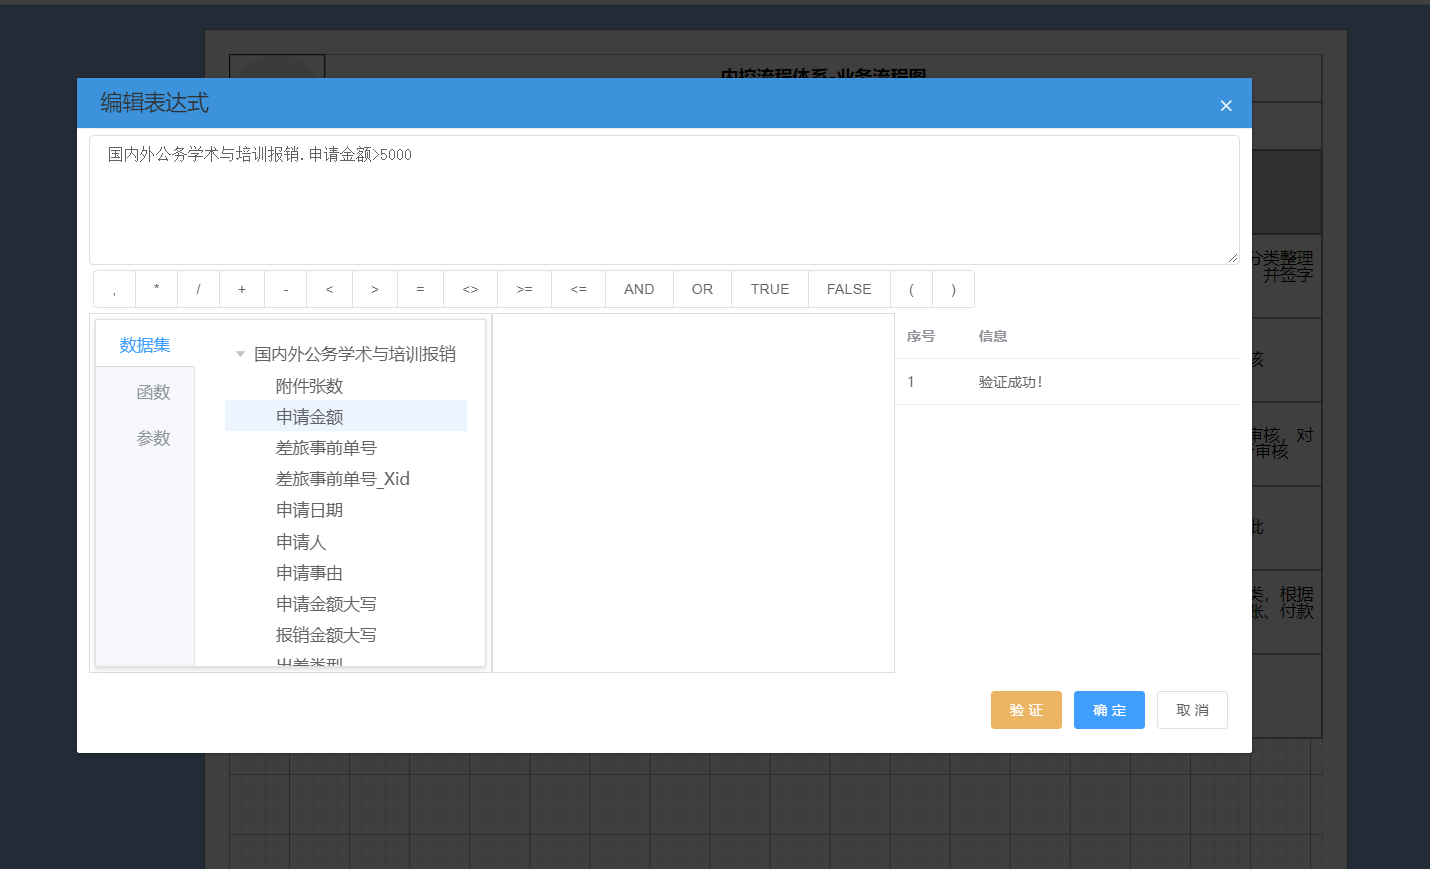 编辑表达式
×
国内外公务学术与培训报销.申请金额>5000
, * / + - < > = <> >= <= AND OR TRUE FALSE ( )
数据集
函数
参数
国内外公务学术与培训报销
附件张数
申请金额
差旅事前单号
差旅事前单号_Xid
申请日期
申请人
申请事由
申请金额大写
报销金额大写
序号 信息
1 验证成功!
验 证 确 定 取 消
内控流程体系-业务流程图
分类整理
并签字
核
审核，对
审核
批
类，根据
账、付款